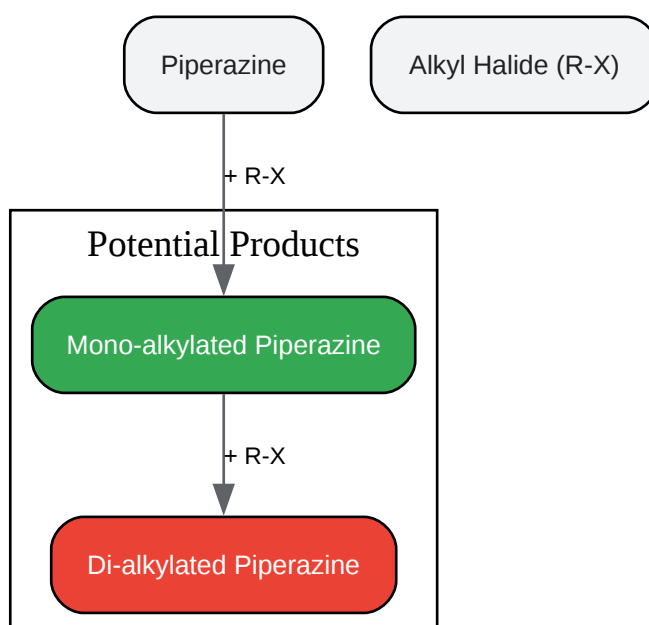 Piperazine
Alkyl Halide (R-X)
+ R-X
Potential Products
Mono-alkylated Piperazine
+ R-X
Di-alkylated Piperazine